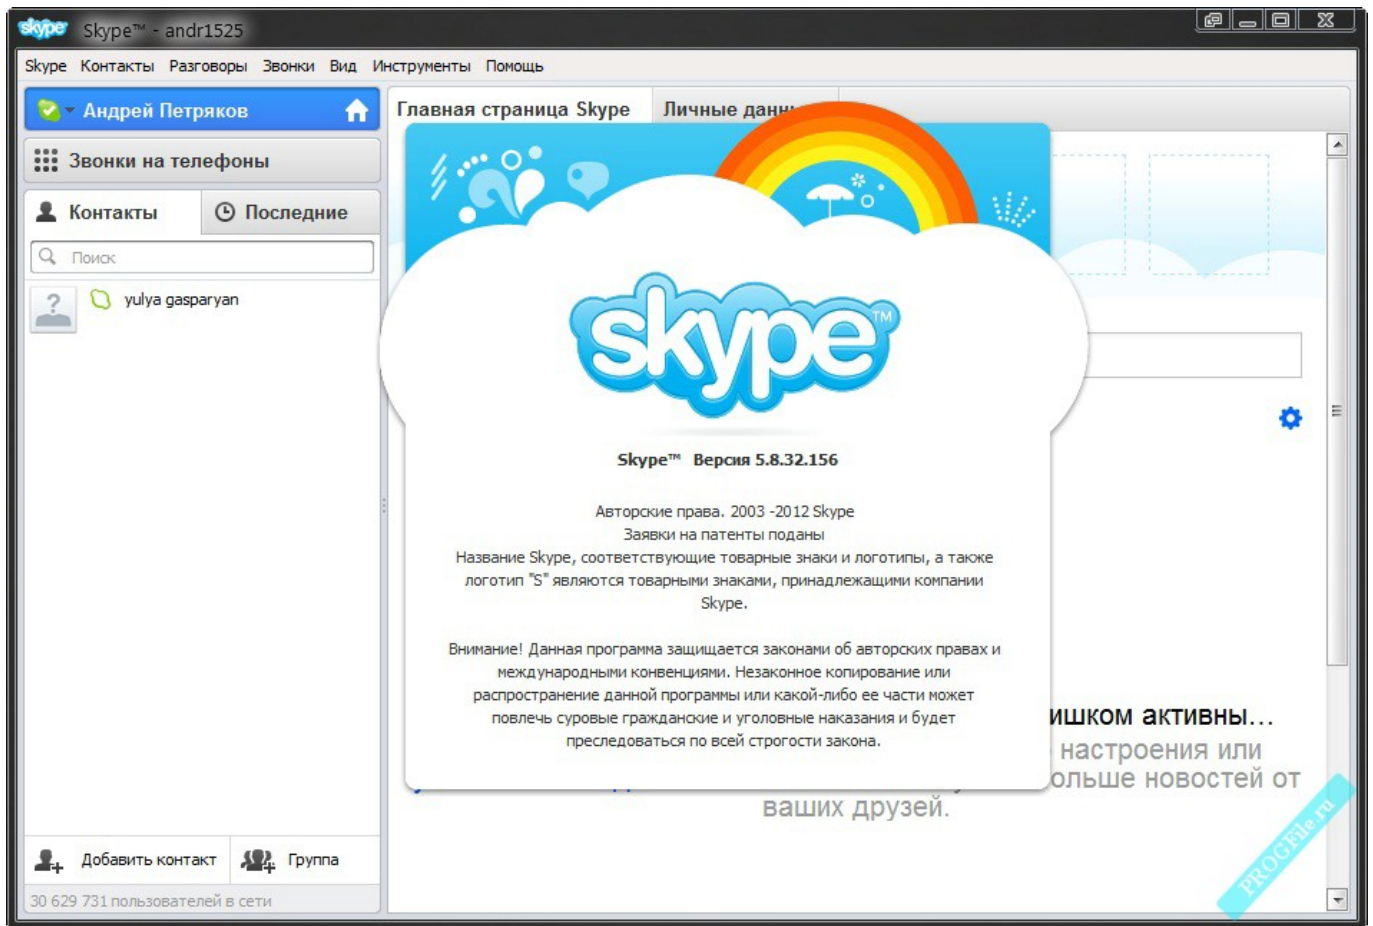 skype Skype™ - andr1525
Skype Контакты Разговоры Звонки Вид Инструменты Помощь
Андрей Петряков
Звонки на телефоны
Контакты Последние
Поиск
yulya gasparyan
Добавить контакт Группа
30 629 731 пользователей в сети
Главная страница Skype Личные данные
skype™
Skype™ Версия 5.8.32.156
Авторские права. 2003 -2012 Skype
Заявки на патенты поданы
Название Skype, соответствующие товарные знаки и логотипы, а также
логотип "S" являются товарными знаками, принадлежащими компании
Skype.
Внимание! Данная программа защищается законами об авторских правах и
международными конвенциями. Незаконное копирование или
распространение данной программы или какой-либо ее части может
повлечь суровые гражданские и уголовные наказания и будет
преследоваться по всей строгости закона.
ишком активны...
настроения или
ольше новостей от
ваших друзей.
PROGFile.ru